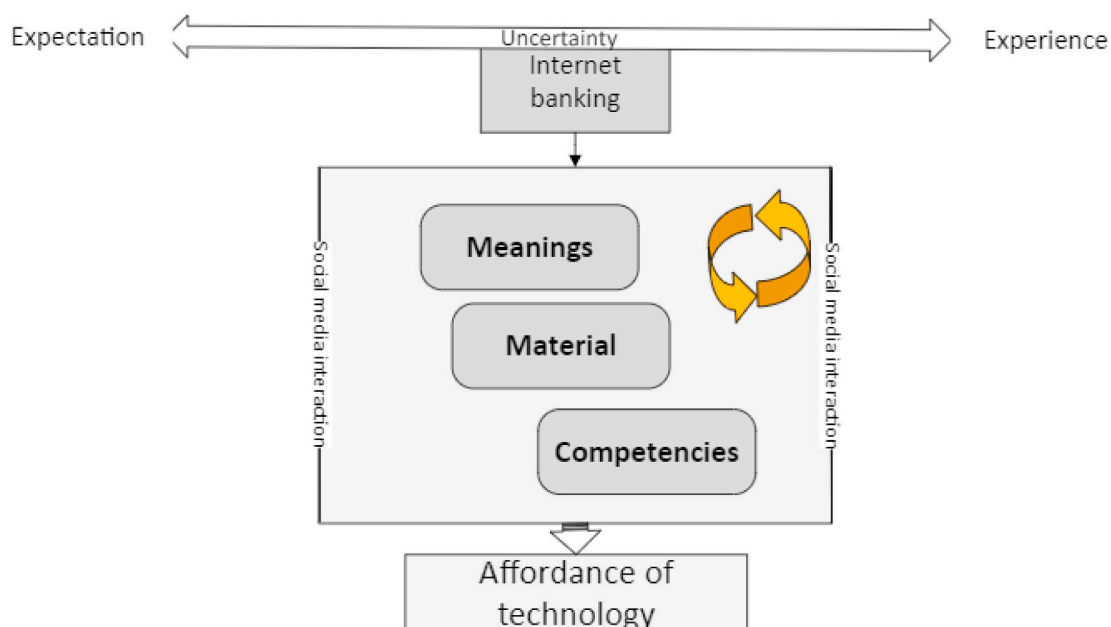 Expectation
Uncertainty
Experience
Internet
banking
Meanings
Material
Competencies
Social media interaction
Social media interaction
Affordance of
technology